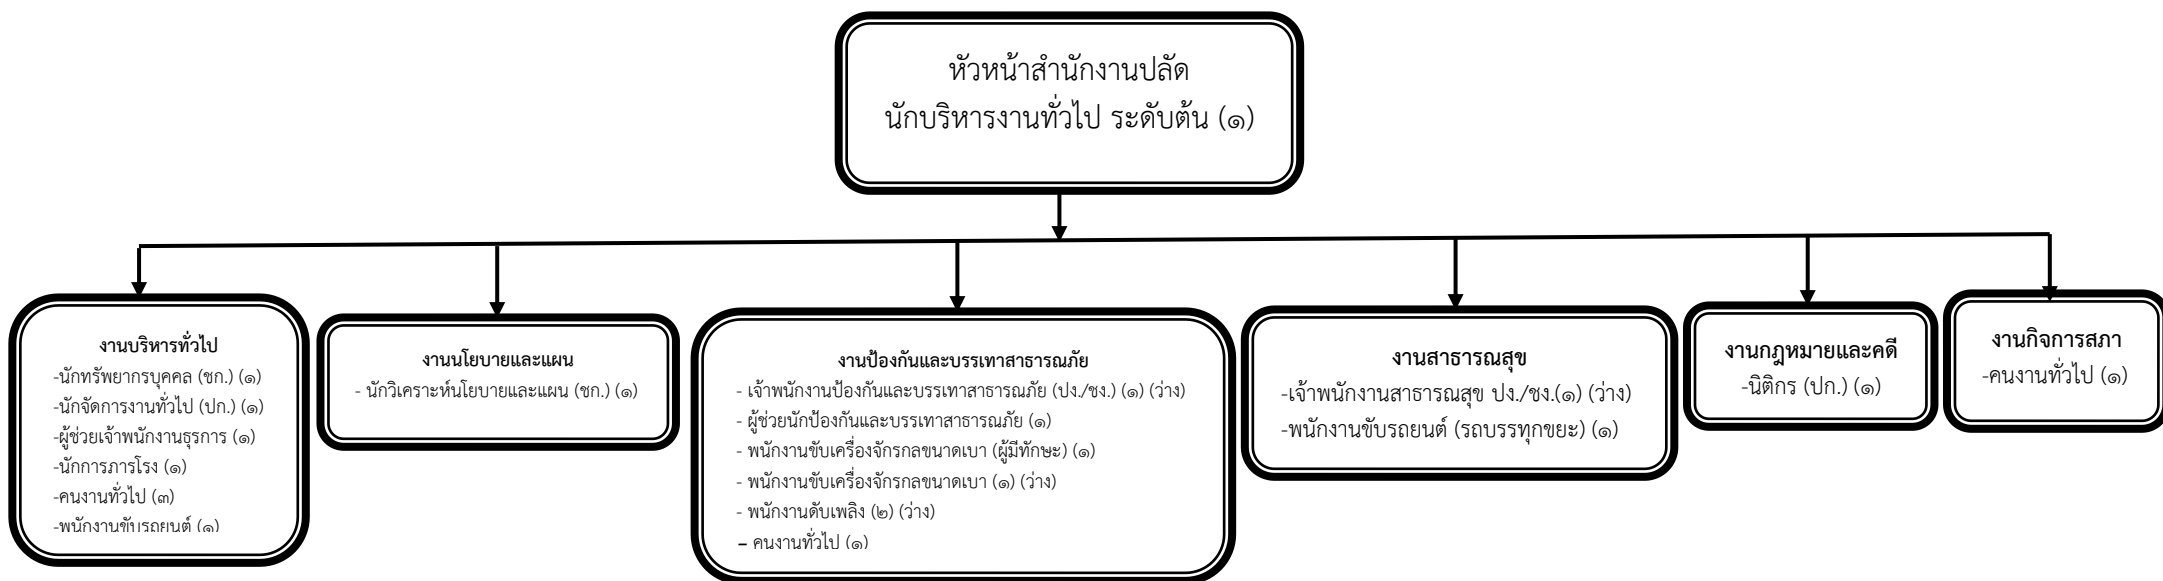 หัวหน้าสำนักงานปลัด
นักบริหารงานทั่วไป ระดับต้น (๑)
งานบริหารทั่วไป
-นักทรัพยากรบุคคล (ชก.) (๑)
-นักจัดการงานทั่วไป (ปก.) (๑)
-ผู้ช่วยเจ้าพนักงานธุรการ (๑)
-นักการภารโรง (๑)
-คนงานทั่วไป (๓)
-พนักงานขับรถยนต์ (๑)
งานนโยบายและแผน
- นักวิเคราะห์นโยบายและแผน (ชก.) (๑)
งานป้องกันและบรรเทาสาธารณภัย
- เจ้าพนักงานป้องกันและบรรเทาสาธารณภัย (ปง./ชง.) (๑) (ว่าง)
- ผู้ช่วยนักป้องกันและบรรเทาสาธารณภัย (๑)
- พนักงานขับเครื่องจักรกลขนาดเบา (ผู้มีทักษะ) (๑)
- พนักงานขับเครื่องจักรกลขนาดเบา (๑) (ว่าง)
- พนักงานดับเพลิง (๒) (ว่าง)
– คนงานทั่วไป (๑)
งานสาธารณสุข
-เจ้าพนักงานสาธารณสุข ปง./ชง.(๑) (ว่าง)
-พนักงานขับรถยนต์ (รถบรรทุกขยะ) (๑)
งานกฎหมายและคดี
-นิติกร (ปก.) (๑)
งานกิจการสภา
-คนงานทั่วไป (๑)